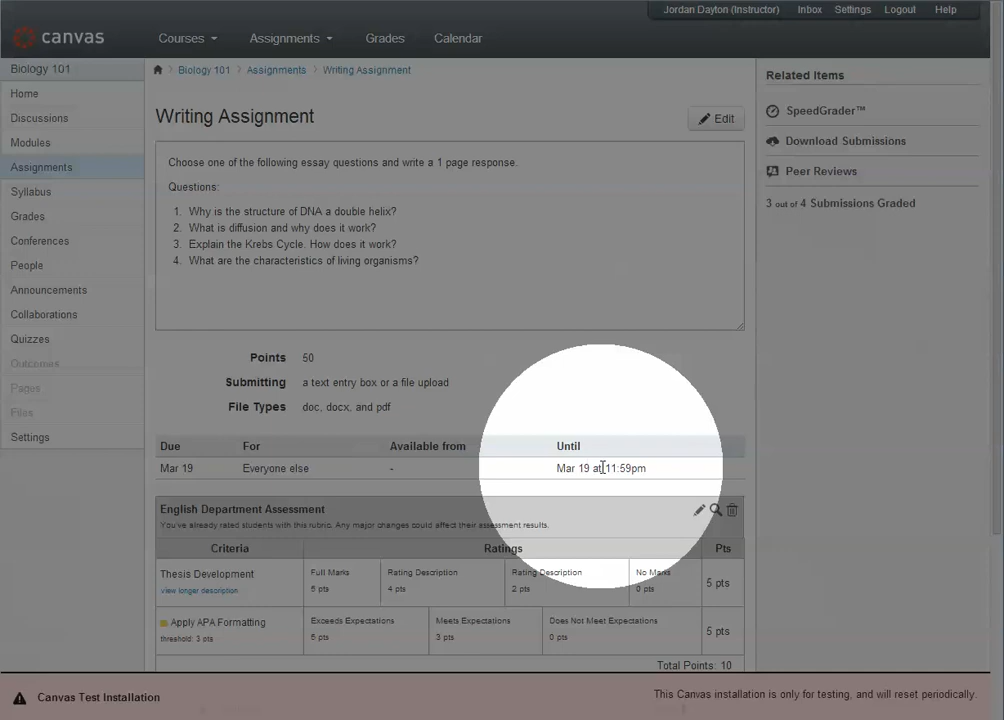 Jordan Dayton (Instructor) Inbox Settings Logout Help
canvas Courses Assignments Grades Calendar
Biology 101
Biology 101 Assignments Writing Assignment
Related Items
Home
Discussions
Modules
Assignments
Syllabus
Grades
Conferences
People
Announcements
Collaborations
Quizzes
Outcomes
Pages
Files
Settings
Writing Assignment
Edit
Choose one of the following essay questions and write a 1 page response.
Questions:
1. Why is the structure of DNA a double helix?
2. What is diffusion and why does it work?
3. Explain the Krebs Cycle. How does it work?
4. What are the characteristics of living organisms?
Points 50
Submitting a text entry box or a file upload
File Types doc, docx, and pdf
Due For Available from Until
Mar 19 Everyone else - Mar 19 at 11:59pm
English Department Assessment
You've already rated students with this rubric. Any major changes could affect their assessment results.
Criteria Ratings Pts
Thesis Development
view longer description
Full Marks
5 pts
Rating Description
4 pts
Rating Description
2 pts
No Marks
0 pts
5 pts
Apply APA Formatting
threshold: 3 pts
Exceeds Expectations
5 pts
Meets Expectations
3 pts
Does Not Meet Expectations
0 pts
5 pts
Total Points: 10
SpeedGrader™
Download Submissions
Peer Reviews
3 out of 4 Submissions Graded
Canvas Test Installation
This Canvas installation is only for testing, and will reset periodically.